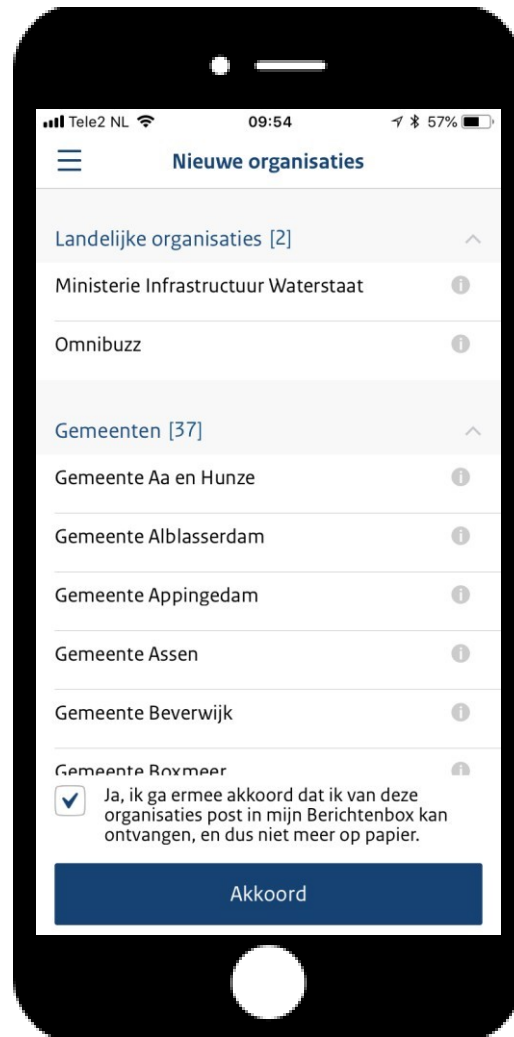 Tele2 NL 09:54 57%
Nieuwe organisaties
Landelijke organisaties [2]
Ministerie Infrastructuur Waterstaat
Omnibuzz
Gemeenten [37]
Gemeente Aa en Hunze
Gemeente Alblasserdam
Gemeente Appingedam
Gemeente Assen
Gemeente Beverwijk
Gemeente Boxmeer
Ja, ik ga ermee akkoord dat ik van deze
organisaties post in mijn Berichtenbox kan
ontvangen, en dus niet meer op papier.
Akkoord